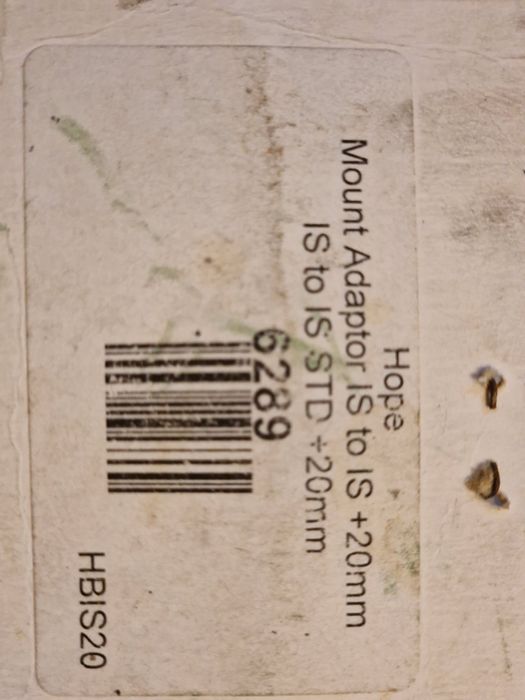 Hope
Mount Adaptor IS to IS +20mm
IS to IS STD +20mm
6289
HBIS20